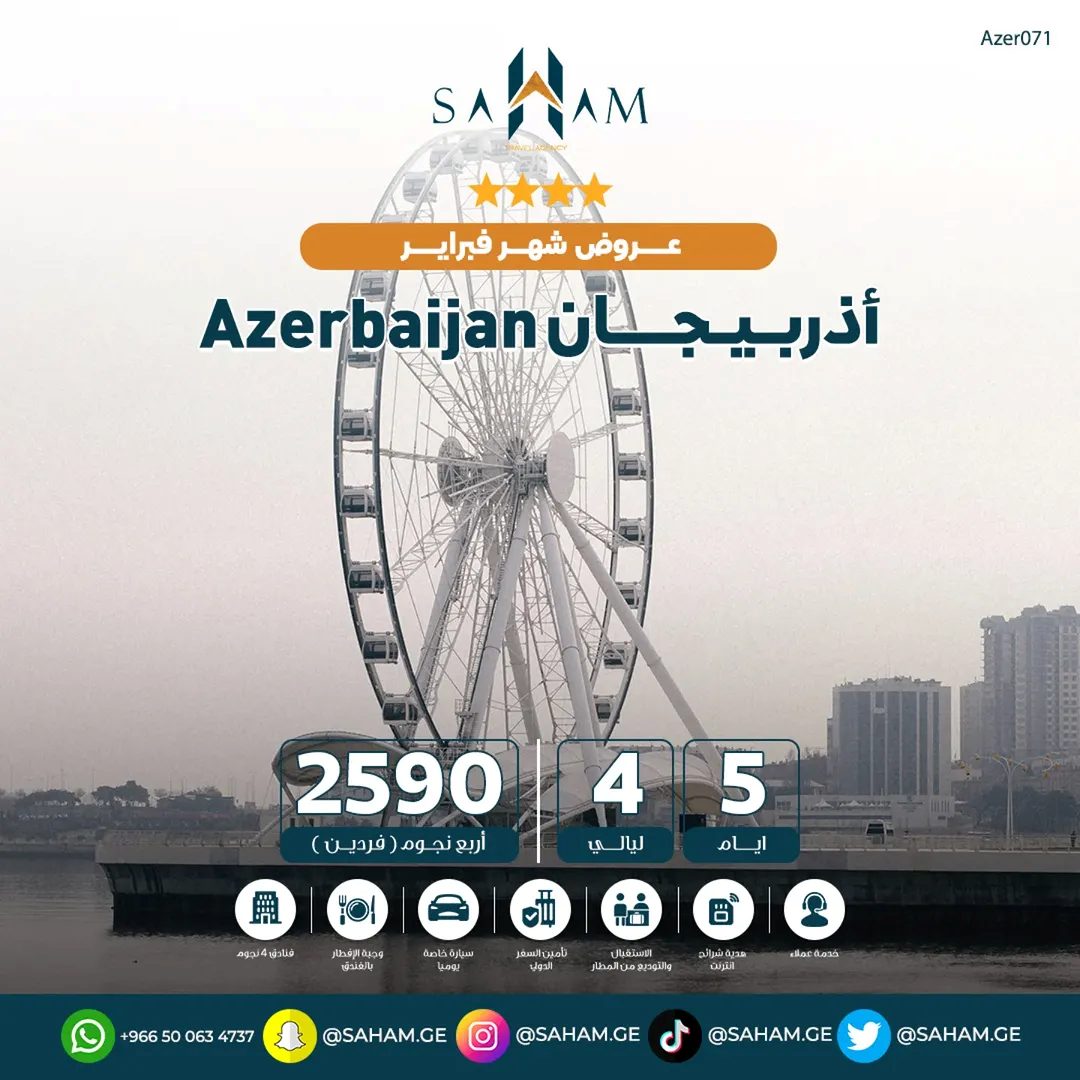 Azer071
SAHAM
TRAVEL AGENCY
عروض شهر فبراير
أذربيجان Azerbaijan
5
ايام
4
ليالي
2590
أربع نجوم ( فردين )
خدمة عملاء
هدية شرائح
انترنت
الاستقبال
والتوديع من المطار
تأمين السفر
الدولي
سيارة خاصة
يوميا
وجبة الإفطار
بالفندق
فنادق 4 نجوم
+966 50 063 4737
@SAHAM.GE
@SAHAM.GE
@SAHAM.GE
@SAHAM.GE